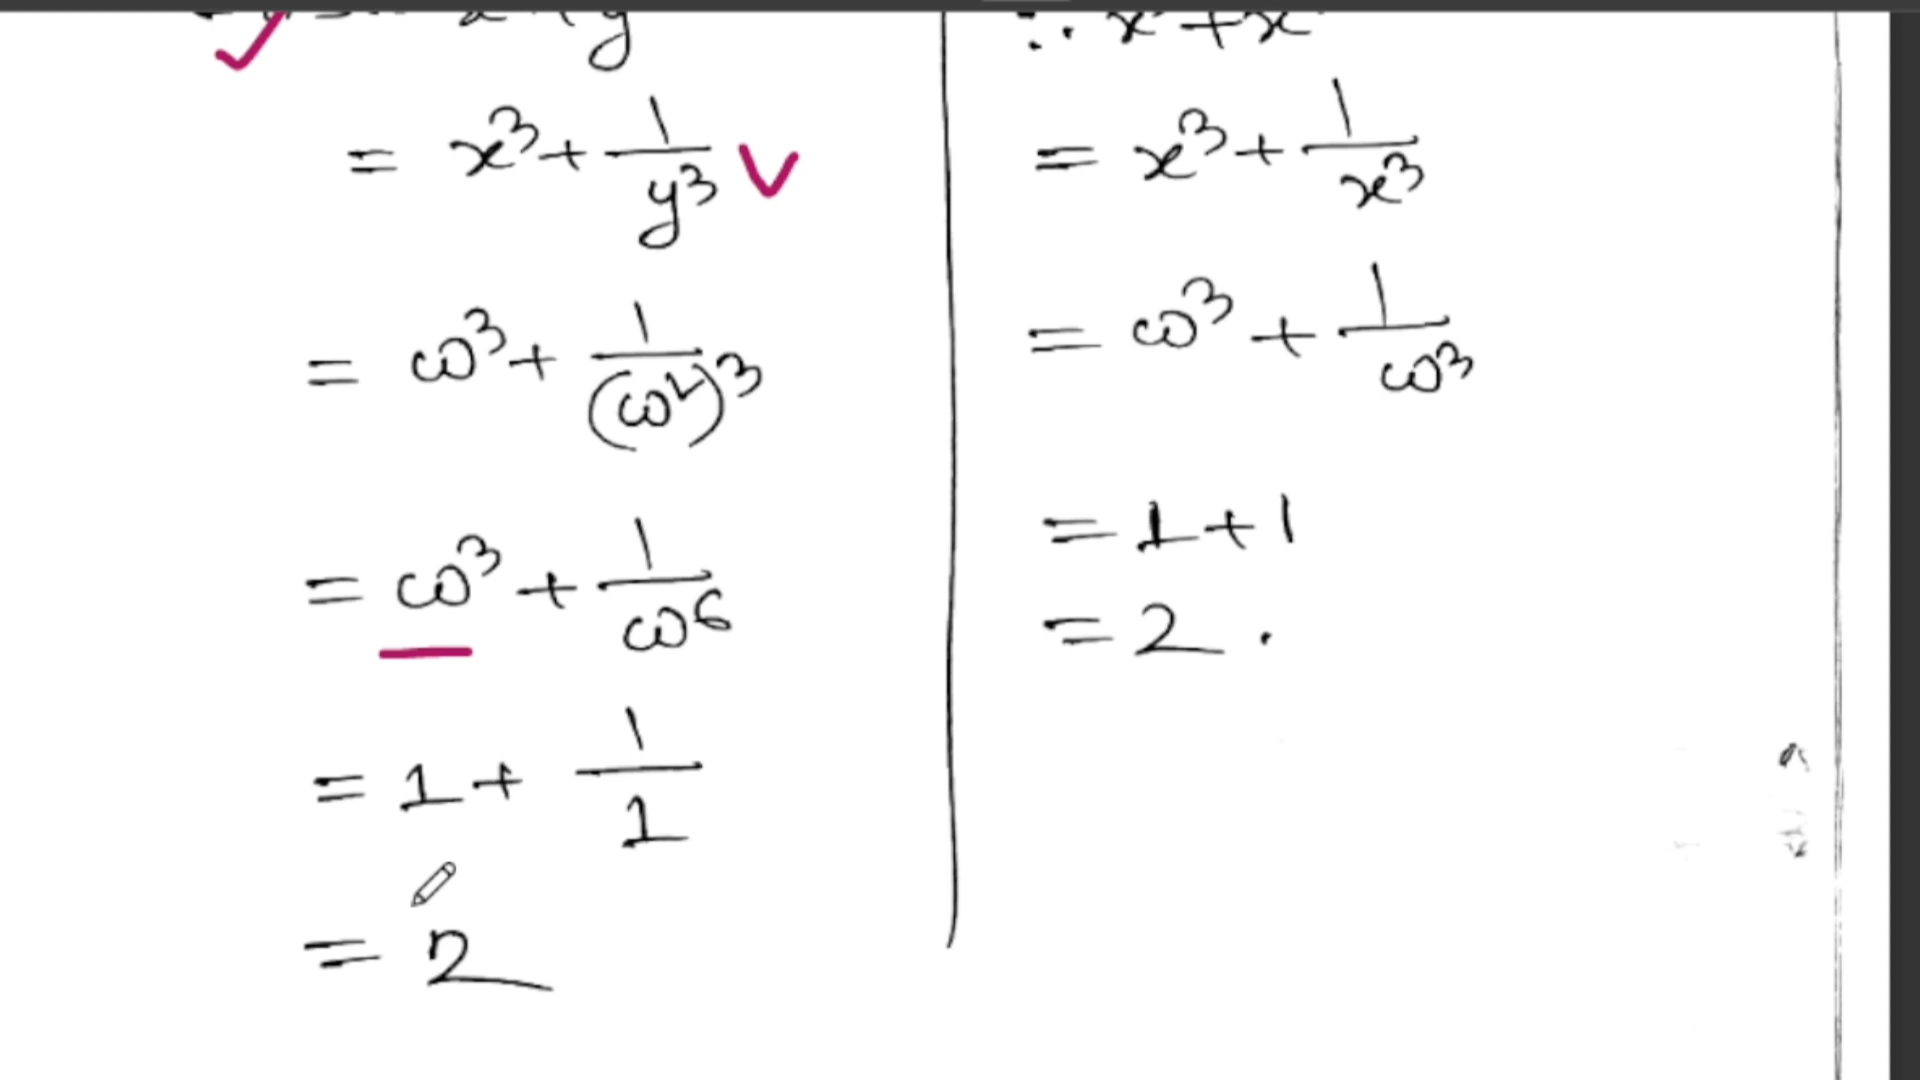 = x³ + 1/y³
= ω³ + 1/(ω²)³
= ω³ + 1/ω⁶
= 1 + 1/1
= 2
= x³ + 1/x³
= ω³ + 1/ω³
= 1 + 1
= 2 .